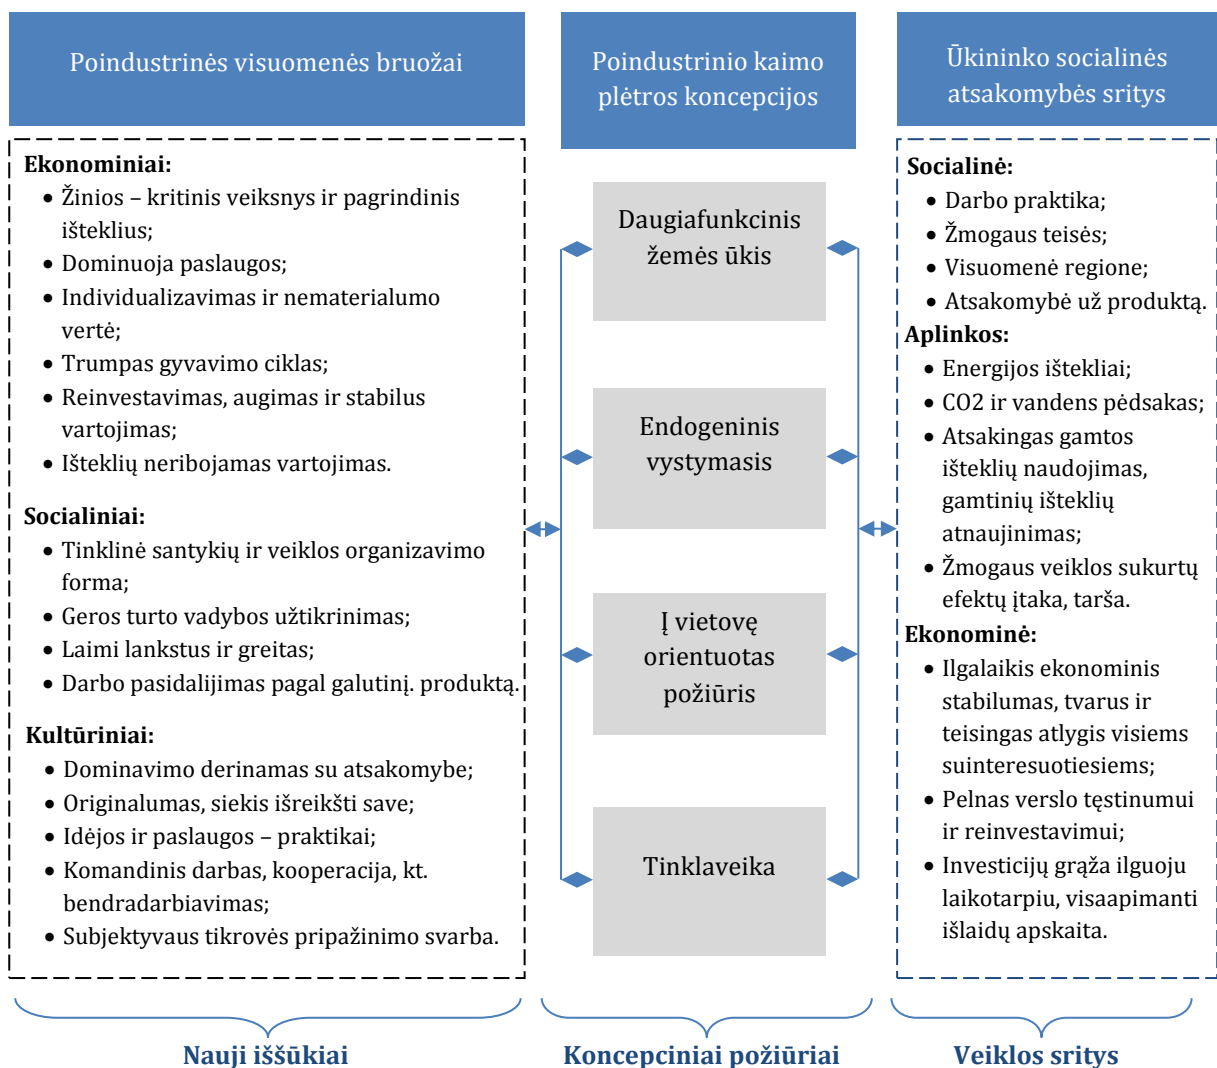 Poindustrinės visuomenės bruožai
Ekonominiai:
• Žinios – kritinis veiksnys ir pagrindinis
išteklius;
• Dominuoja paslaugos;
• Individualizavimas ir nematerialumo
vertė;
• Trumpas gyvavimo ciklas;
• Reinvestavimas, augimas ir stabilus
vartojimas;
• Išteklių neribojamas vartojimas.
Socialiniai:
• Tinklinė santykių ir veiklos organizavimo
forma;
• Geros turto vadybos užtikrinimas;
• Laimi lankstus ir greitas;
• Darbo pasidalijimas pagal galutinį. produktą.
Kultūriniai:
• Dominavimo derinamas su atsakomybe;
• Originalumas, siekis išreikšti save;
• Idėjos ir paslaugos – praktikai;
• Komandinis darbas, kooperacija, kt.
bendradarbiavimas;
• Subjektyvaus tikrovės pripažinimo svarba.
Nauji iššūkiai
Poindustrinio kaimo
plėtros koncepcijos
Daugiafunkcinis
žemės ūkis
Endogeninis
vystymasis
Į vietovę
orientuotas
požiūris
Tinklaveika
Koncepciniai požiūriai
Ūkininko socialinės
atsakomybės sritys
Socialinė:
• Darbo praktika;
• Žmogaus teisės;
• Visuomenė regione;
• Atsakomybė už produktą.
Aplinkos:
• Energijos ištekliai;
• CO2 ir vandens pėdsakas;
• Atsakingas gamtos
išteklių naudojimas,
gamtinių išteklių
atnaujinimas;
• Žmogaus veiklos sukurtų
efektų įtaka, tarša.
Ekonominė:
• Ilgalaikis ekonominis
stabilumas, tvarus ir
teisingas atlygis visiems
suinteresuotiesiems;
• Pelnas verslo tęstinumui
ir reinvestavimui;
• Investicijų grąža ilguoju
laikotarpiu, visaapimanti
išlaidų apskaita.
Veiklos sritys